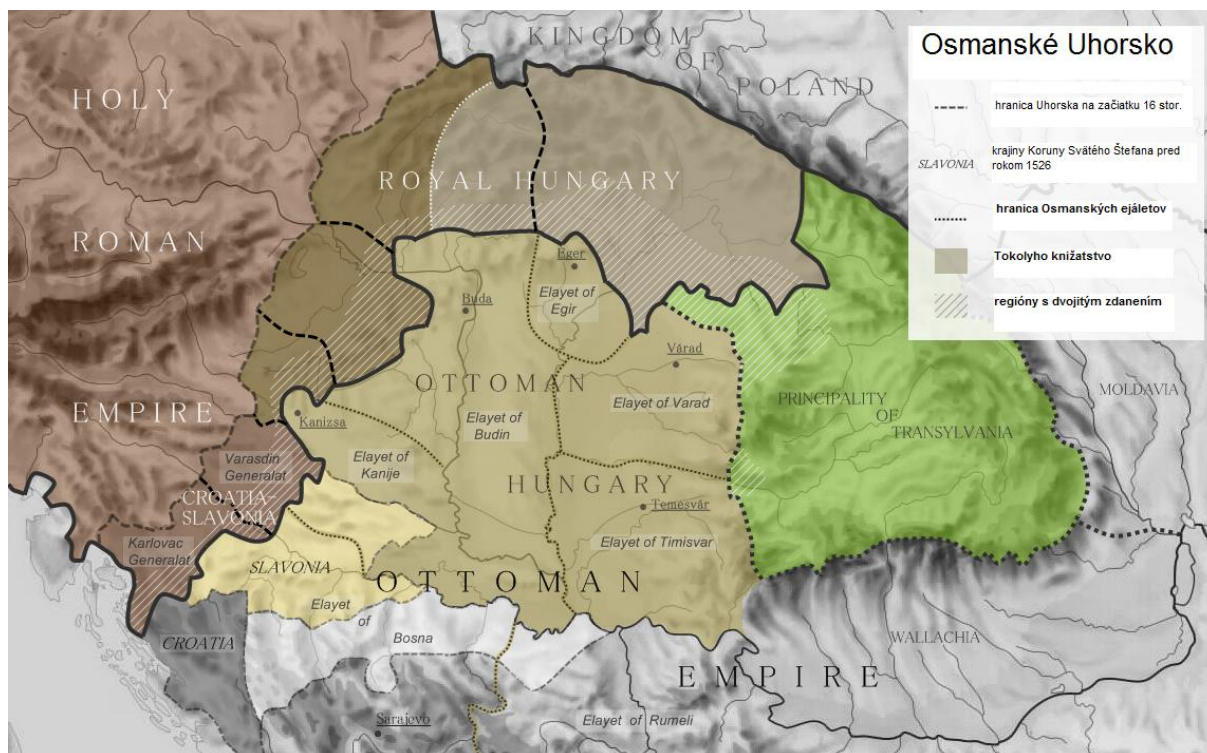 KINGDOM
OF
POLAND
HOLY
ROMAN
EMPIRE
ROYAL HUNGARY
Osmanské Uhorsko
hranica Uhorska na začiatku 16 stor.
SLAVONIA
krajiny Koruny Svätého Štefana pred
rokom 1526
hranica Osmanských ejáletov
Tokolyho knižatstvo
regióny s dvojitým zdanením
Eger
Elayet of
Egir
Buda
Várad
OTTOMAN
HUNGARY
Elayet of Varad
Elayet of
Budin
Kanizsa
Elayet of
Kanije
PRINCIPALITY
OF
TRANSYLVANIA
MOLDAVIA
Varasdin
Generalat
CROATIA-
SLAVONIA
Karlovac
Generalat
Temesvár
Elayet of Timisvar
SLAVONIA
OTTOMAN
EMPIRE
Elayet
of
Bosna
CROATIA
WALLACHIA
Sarajevo
Elayet of Rumeli